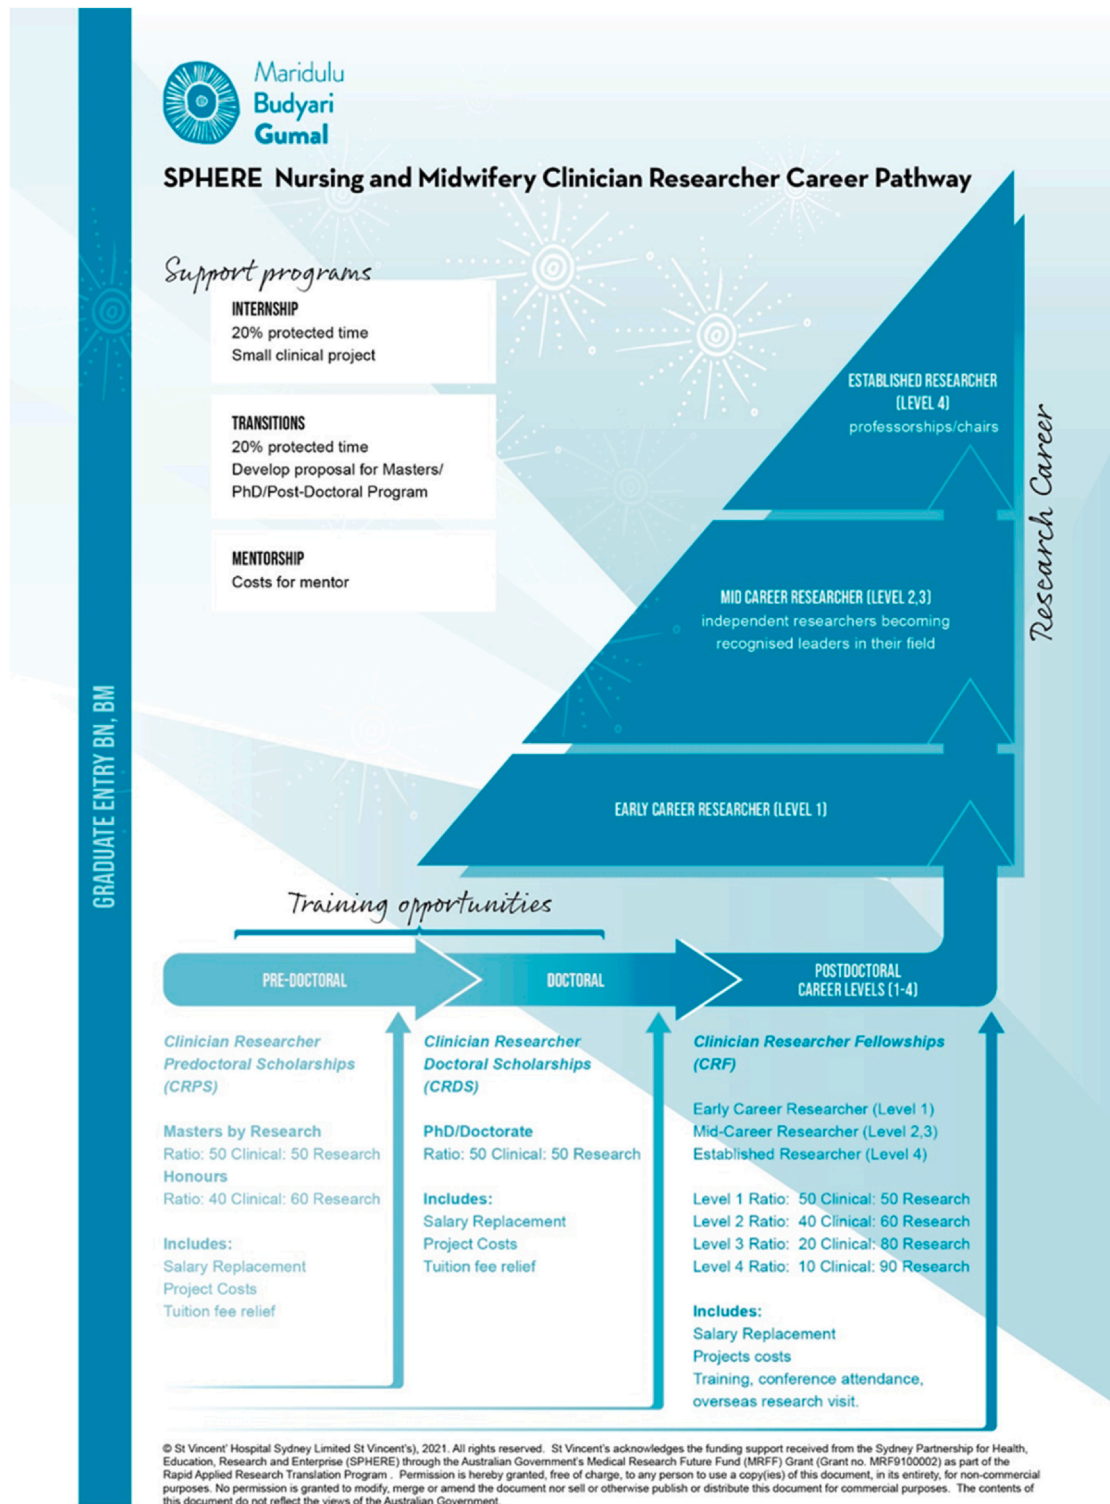 Maridulu
Budyari
Gumal
SPHERE Nursing and Midwifery Clinician Researcher Career Pathway
Support programs
INTERNSHIP
20% protected time
Small clinical project
TRANSITIONS
20% protected time
Develop proposal for Masters/
PhD/Post-Doctoral Program
MENTORSHIP
Costs for mentor
ESTABLISHED RESEARCHER
(LEVEL 4)
professorships/chairs
MID CAREER RESEARCHER (LEVEL 2,3)
independent researchers becoming
recognised leaders in their field
EARLY CAREER RESEARCHER (LEVEL 1)
Research Career
GRADUATE ENTRY BN, BM
Training opportunities
PRE-DOCTORAL
DOCTORAL
POSTDOCTORAL
CAREER LEVELS (1-4)
Clinician Researcher
Predoctoral Scholarships
(CRPS)
Masters by Research
Ratio: 50 Clinical: 50 Research
Honours
Ratio: 40 Clinical: 60 Research
Includes:
Salary Replacement
Project Costs
Tuition fee relief
Clinician Researcher
Doctoral Scholarships
(CRDS)
PhD/Doctorate
Ratio: 50 Clinical: 50 Research
Includes:
Salary Replacement
Project Costs
Tuition fee relief
Clinician Researcher Fellowships
(CRF)
Early Career Researcher (Level 1)
Mid-Career Researcher (Level 2,3)
Established Researcher (Level 4)
Level 1 Ratio: 50 Clinical: 50 Research
Level 2 Ratio: 40 Clinical: 60 Research
Level 3 Ratio: 20 Clinical: 80 Research
Level 4 Ratio: 10 Clinical: 90 Research
Includes:
Salary Replacement
Projects costs
Training, conference attendance,
overseas research visit.
© St Vincent' Hospital Sydney Limited St Vincent's), 2021. All rights reserved. St Vincent's acknowledges the funding support received from the Sydney Partnership for Health,
Education, Research and Enterprise (SPHERE) through the Australian Government's Medical Research Future Fund (MRFF) Grant (Grant no. MRF9100002) as part of the
Rapid Applied Research Translation Program . Permission is hereby granted, free of charge, to any person to use a copy(ies) of this document, in its entirety, for non-commercial
purposes. No permission is granted to modify, merge or amend the document nor sell or otherwise publish or distribute this document for commercial purposes. The contents of
this document do not reflect the views of the Australian Government.